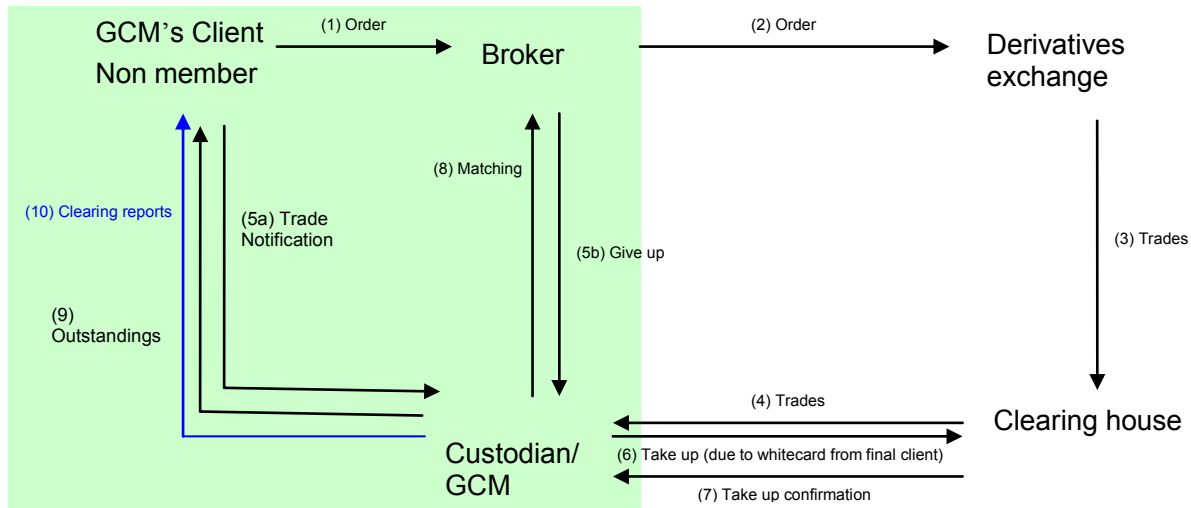 GCM's Client
Non member
(1) Order
Broker
(2) Order
Derivatives
exchange
(8) Matching
(10) Clearing reports
(5a) Trade
Notification
(5b) Give up
(3) Trades
(9)
Outstandings
(4) Trades
Clearing house
Custodian/
GCM
(6) Take up (due to whitecard from final client)
(7) Take up confirmation